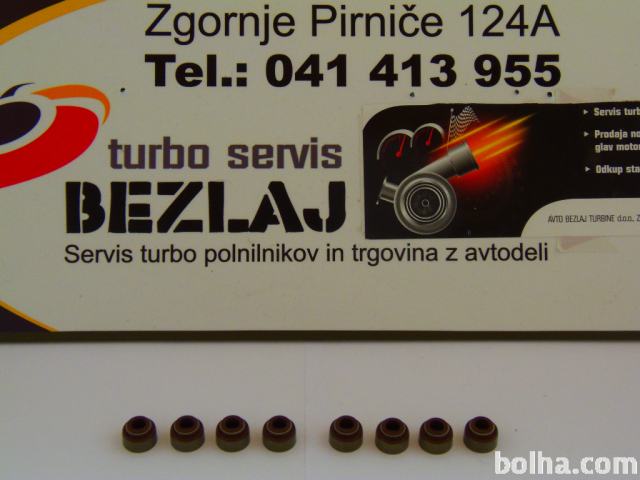 Zgornje Pirniče 124A
Tel.: 041 413 955
turbo servis
BEZLAJ
Servis turbo polnilnikov in trgovina z avtodeli
Servis turb
Prodaja no
glav motor
Odkup sta
AVTO BEZLAJ TURBINE d.o.o., Z
bolha.com